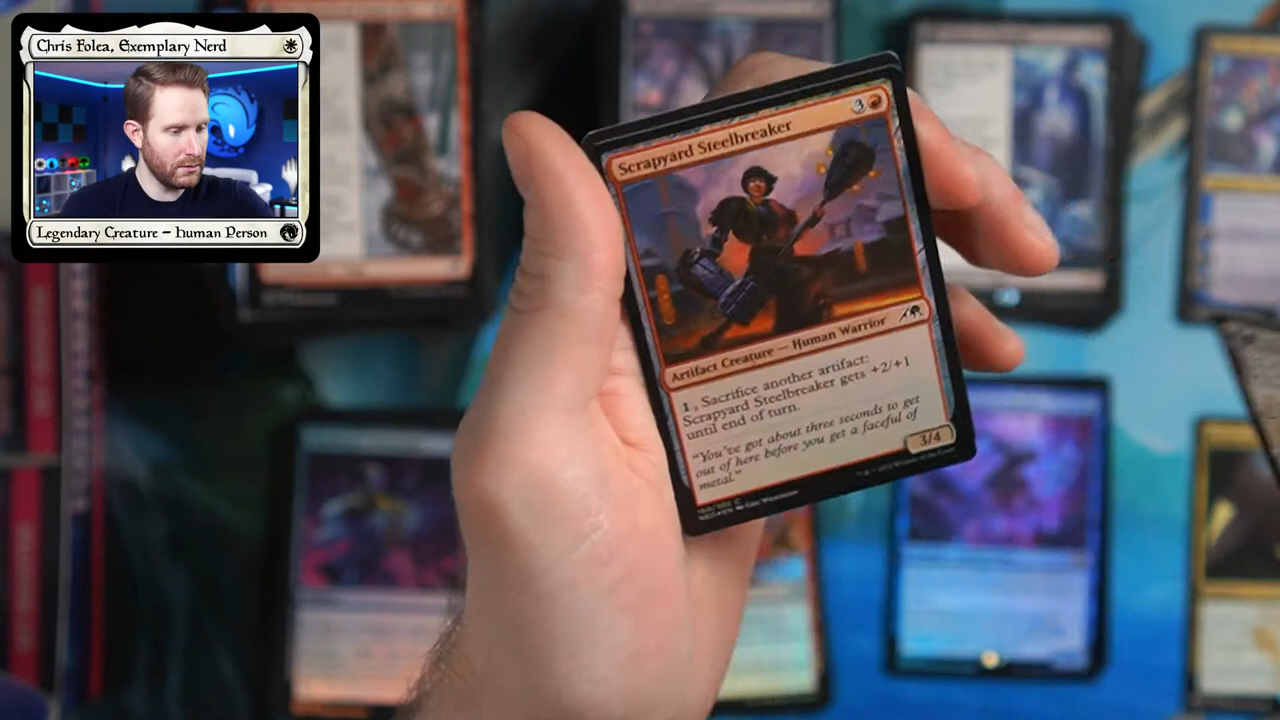 Chris Folea, Exemplary Nerd
Legendary Creature – Human Person
Scrapyard Steelbreaker
3
Artifact Creature — Human Warrior
1, Sacrifice another artifact:
Scrapyard Steelbreaker gets +2/+1
until end of turn.
"You've got about three seconds to get
out of here before you get a faceful of
metal."
3/4